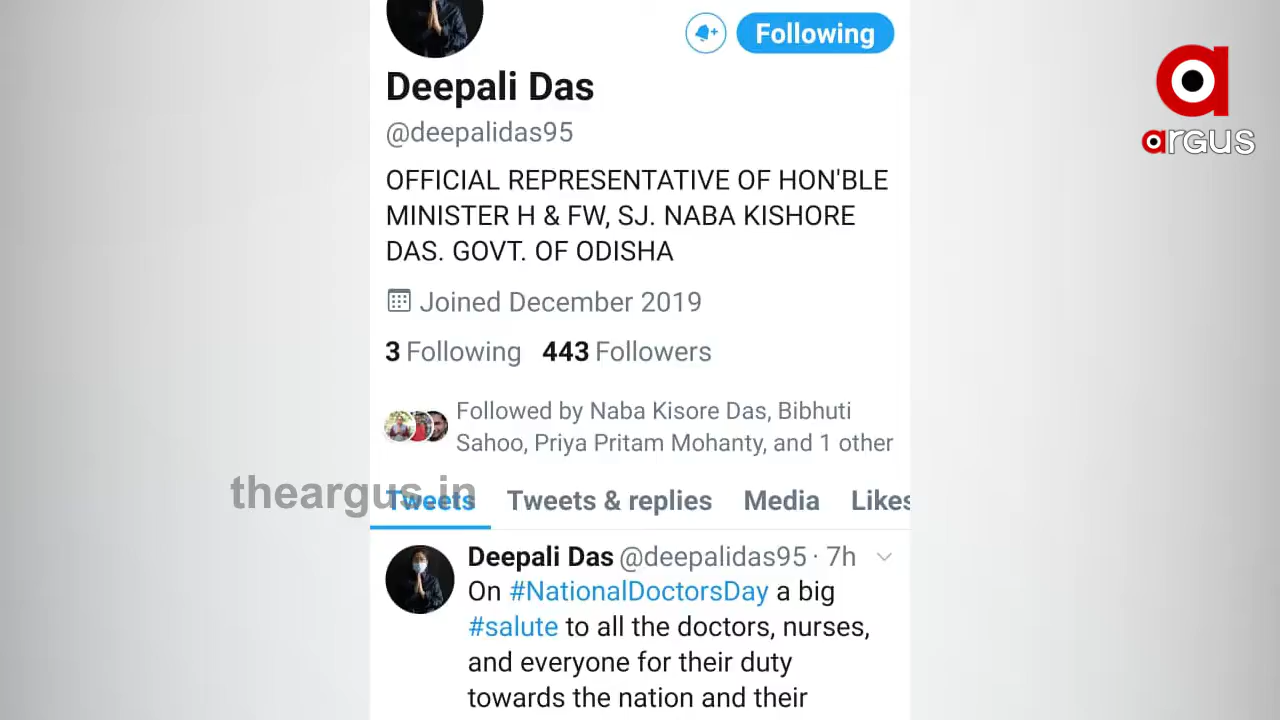 Following
Deepali Das
@deepalidas95
OFFICIAL REPRESENTATIVE OF HON'BLE
MINISTER H & FW, SJ. NABA KISHORE
DAS. GOVT. OF ODISHA
Joined December 2019
3 Following 443 Followers
Followed by Naba Kisore Das, Bibhuti
Sahoo, Priya Pritam Mohanty, and 1 other
Tweets Tweets & replies Media Likes
Deepali Das @deepalidas95 · 7h
On #NationalDoctorsDay a big
#salute to all the doctors, nurses,
and everyone for their duty
towards the nation and their
argus
theargus.in